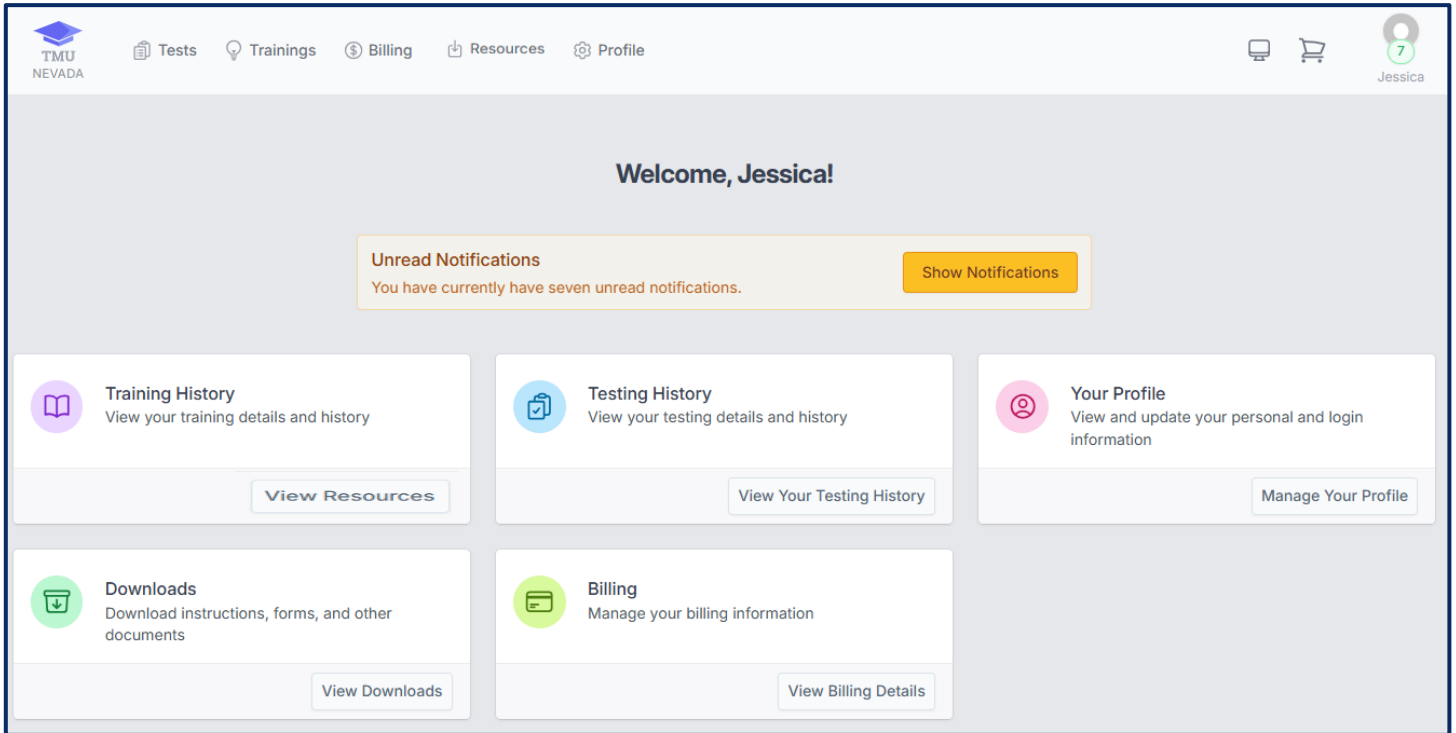 TMU
NEVADA
Tests
Trainings
Billing
Resources
Profile
7
Jessica
Welcome, Jessica!
Unread Notifications
You have currently have seven unread notifications.
Show Notifications
Training History
View your training details and history
View Resources
Testing History
View your testing details and history
View Your Testing History
Your Profile
View and update your personal and login
information
Manage Your Profile
Downloads
Download instructions, forms, and other
documents
View Downloads
Billing
Manage your billing information
View Billing Details